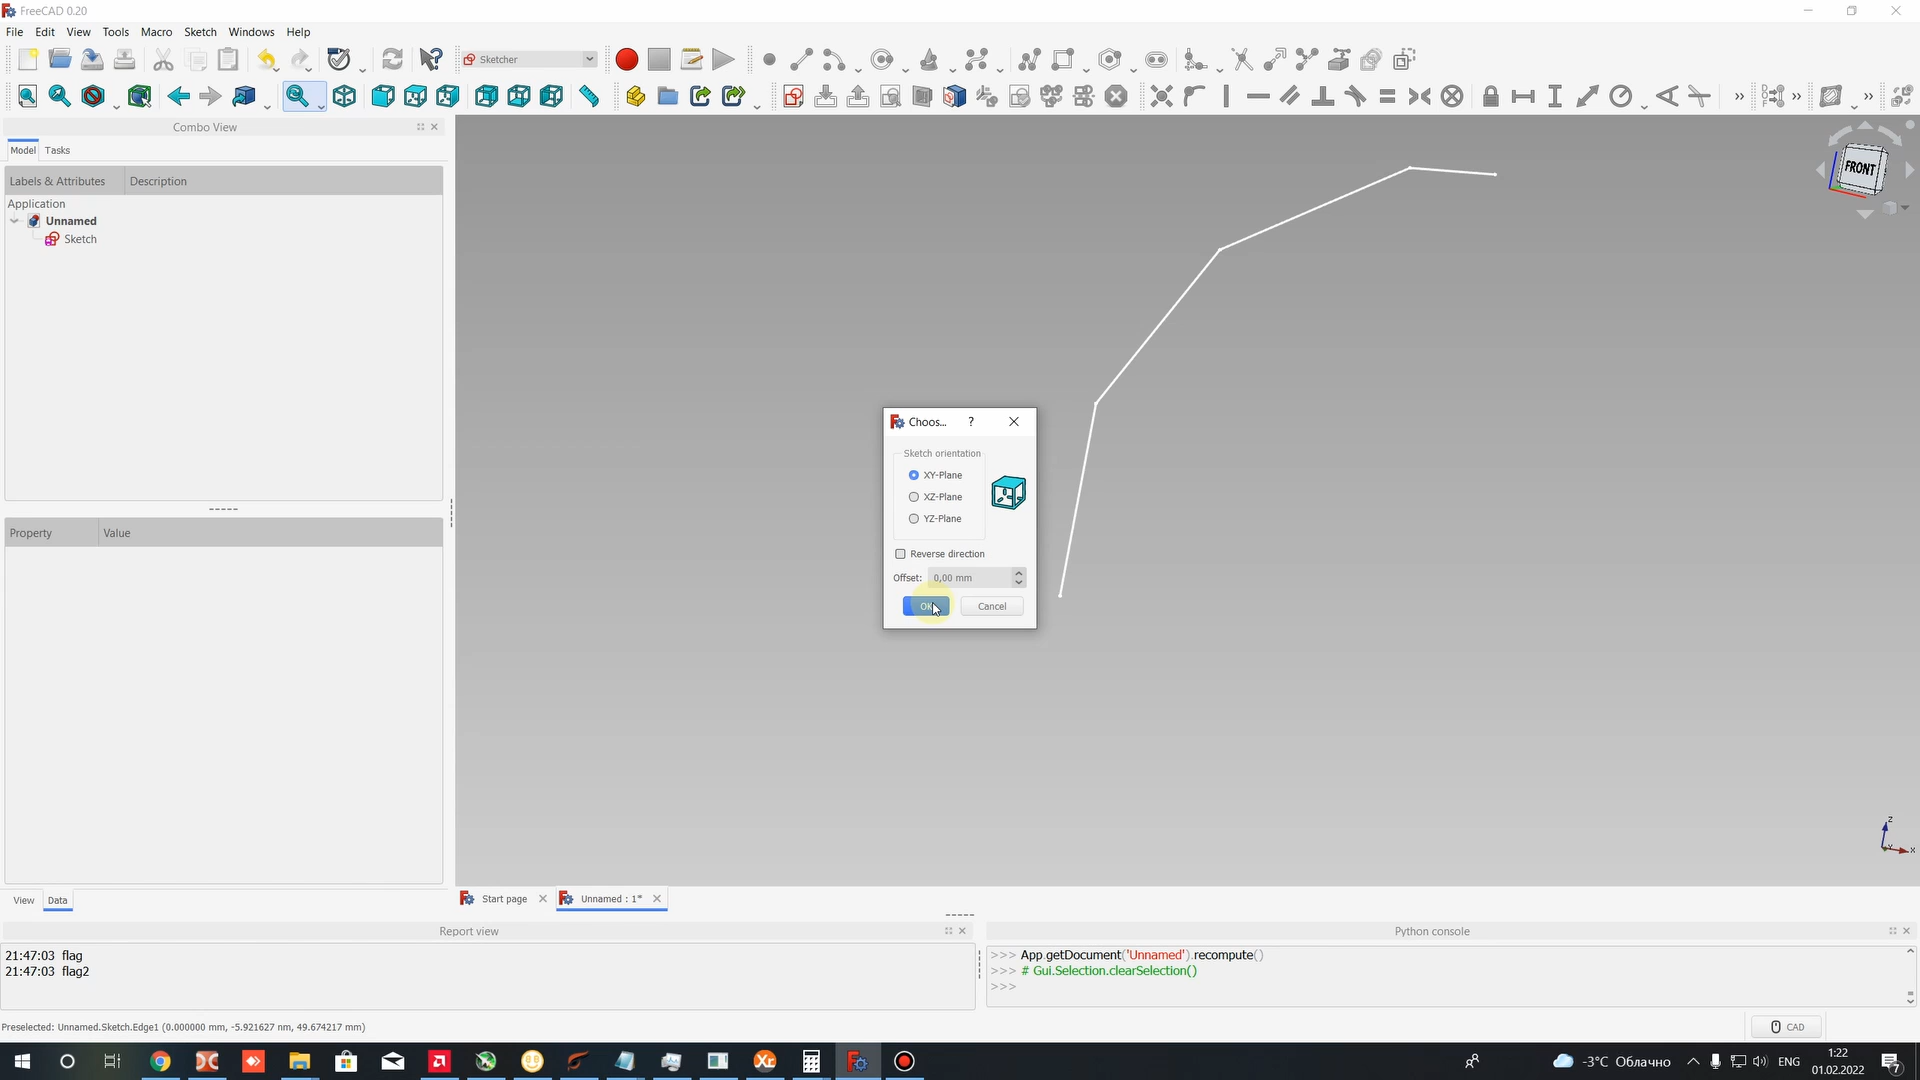 FreeCAD 0.20
File Edit View Tools Macro Sketch Windows Help
Sketcher
Combo View
Model Tasks
Labels & Attributes Description
Application
Unnamed
Sketch
FRONT
Choos... ?
Sketch orientation
XY-Plane
XZ-Plane
YZ-Plane
Reverse direction
Offset: 0,00 mm
OK Cancel
Property Value
z
x
View Data
Start page Unnamed : 1*
Report view
21:47:03 flag
21:47:03 flag2
Python console
>>> App.getDocument('Unnamed').recompute()
>>> # Gui.Selection.clearSelection()
>>>
Preselected: Unnamed.Sketch.Edge1 (0.000000 mm, -5.921627 nm, 49.674217 mm)
CAD
-3°C Облачно ENG 1:22
01.02.2022
7